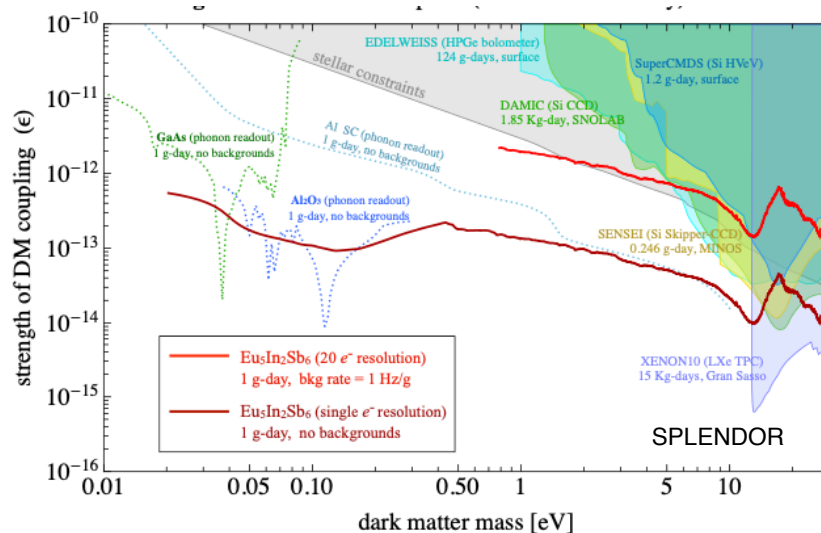 10⁻¹⁰
10⁻¹¹
10⁻¹²
10⁻¹³
10⁻¹⁴
10⁻¹⁵
10⁻¹⁶
strength of DM coupling (ϵ)
EDELWEISS (HPGe bolometer)
124 g-days, surface
stellar constraints
SuperCMDS (Si HVeV)
1.2 g-day, surface
DAMIC (Si CCD)
1.85 Kg-day, SNOLAB
GaAs (phonon readout)
1 g-day, no backgrounds
Al SC (phonon readout)
1 g-day, no backgrounds
Al₂O₃ (phonon readout)
1 g-day, no backgrounds
SENSEI (Si Skipper-CCD)
0.246 g-day, MINOS
Eu₅In₂Sb₆ (20 e⁻ resolution)
1 g-day, bkg rate = 1 Hz/g
Eu₅In₂Sb₆ (single e⁻ resolution)
1 g-day, no backgrounds
XENON10 (LXe TPC)
15 Kg-days, Gran Sasso
SPLENDOR
0.01 0.05 0.10 0.50 1 5 10
dark matter mass [eV]